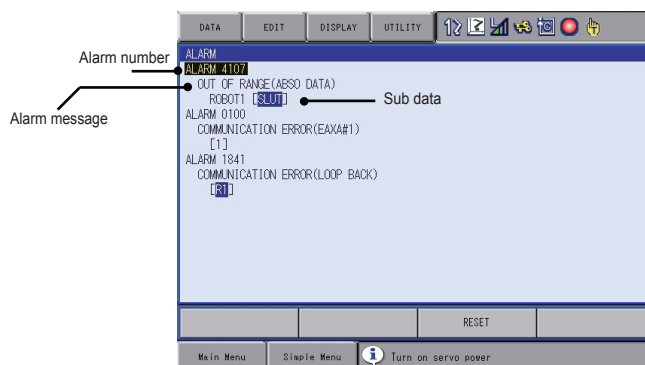 DATA EDIT DISPLAY UTILITY
ALARM
Alarm number
ALARM 4107
OUT OF RANGE(ABSO DATA)
ROBOT1 [SLUT]
Sub data
Alarm message
ALARM 0100
COMMUNICATION ERROR(EAXA#1)
[1]
ALARM 1841
COMMUNICATION ERROR(LOOP BACK)
[R1]
RESET
Main Menu Simple Menu Turn on servo power